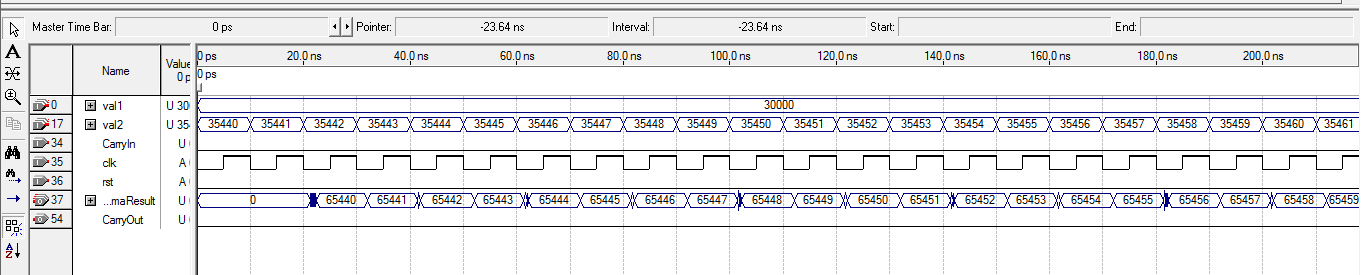 Master Time Bar: 0 ps Pointer: -23.64 ns Interval: -23.64 ns Start: End:
A Name Value 0 p 0 ps 20.0 ns 40.0 ns 60.0 ns 80.0 ns 100.0 ns 120.0 ns 140.0 ns 160.0 ns 180.0 ns 200.0 ns
0 ps
0 val1 U 300 30000
17 val2 U 35 35440 35441 35442 35443 35444 35445 35446 35447 35448 35449 35450 35451 35452 35453 35454 35455 35456 35457 35458 35459 35460 35461
34 CarryIn U
35 clk A
36 rst A
37 ...maResult U 0 65440 65441 65442 65443 65444 65445 65446 65447 65448 65449 65450 65451 65452 65453 65454 65455 65456 65457 65458 65459
54 CarryOut U
A
Z